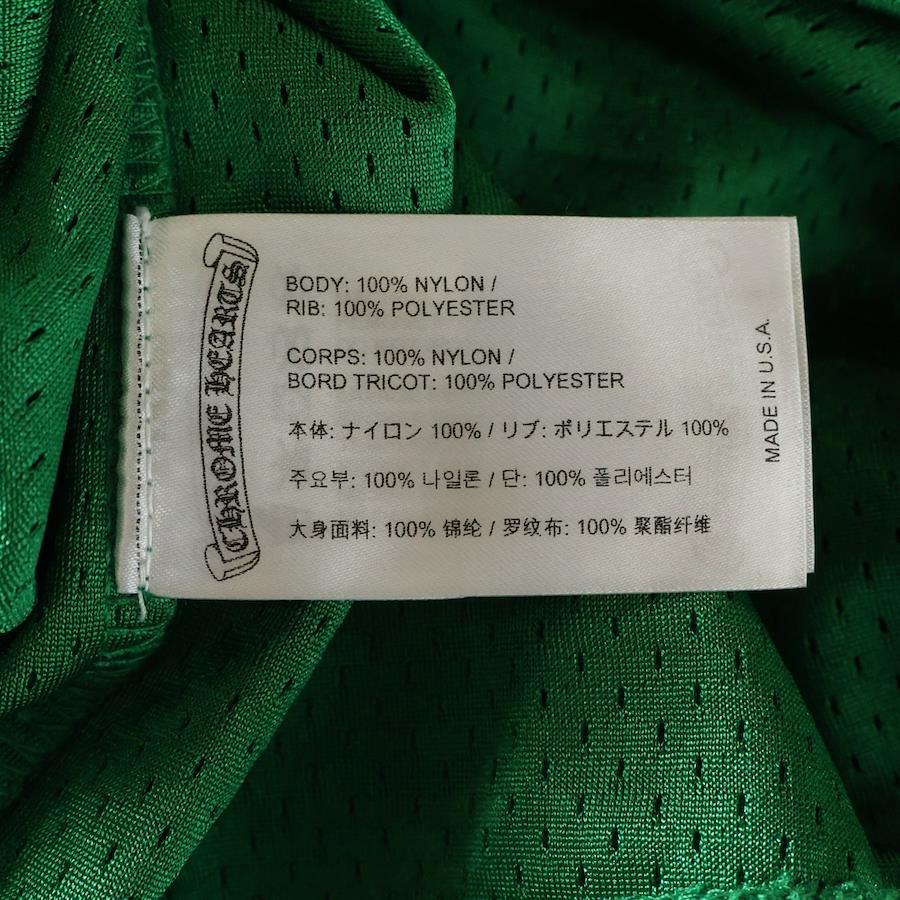 CHROME HEARTS
BODY: 100% NYLON /
RIB: 100% POLYESTER
CORPS: 100% NYLON /
BORD TRICOT: 100% POLYESTER
本体: ナイロン 100% / リブ: ポリエステル 100%
주요부: 100% 나일론 / 단: 100% 폴리에스터
大身面料: 100% 锦纶 / 罗纹布: 100% 聚酯纤维
MADE IN U.S.A.